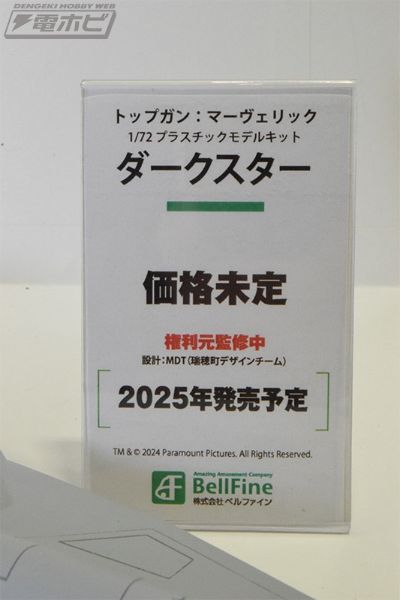 DENGEKI HOBBY WEB
電ホビ
トップガン：マーヴェリック
1/72 プラスチックモデルキット
ダークスター
価格未定
権利元監修中
設計：MDT（瑞穂町デザインチーム）
2025年発売予定
TM & © 2024 Paramount Pictures. All Rights Reserved.
Amazing Amusement Company
BellFine
株式会社 ベルファイン